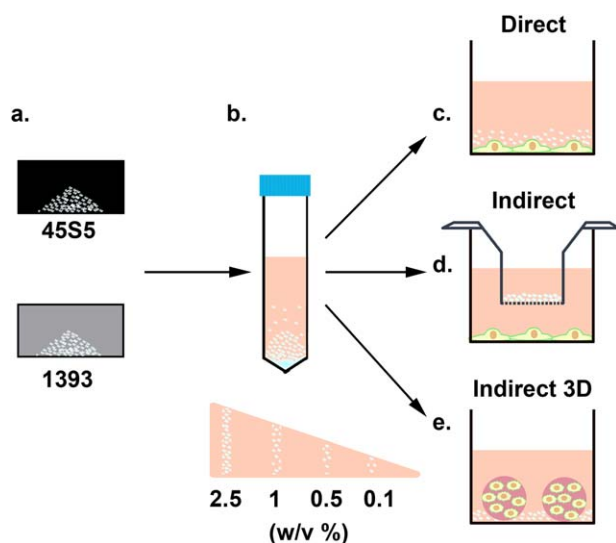 Direct
a.
b.
c.
45S5
Indirect
d.
1393
Indirect 3D
e.
2.5 1 0.5 0.1
(w/v %)